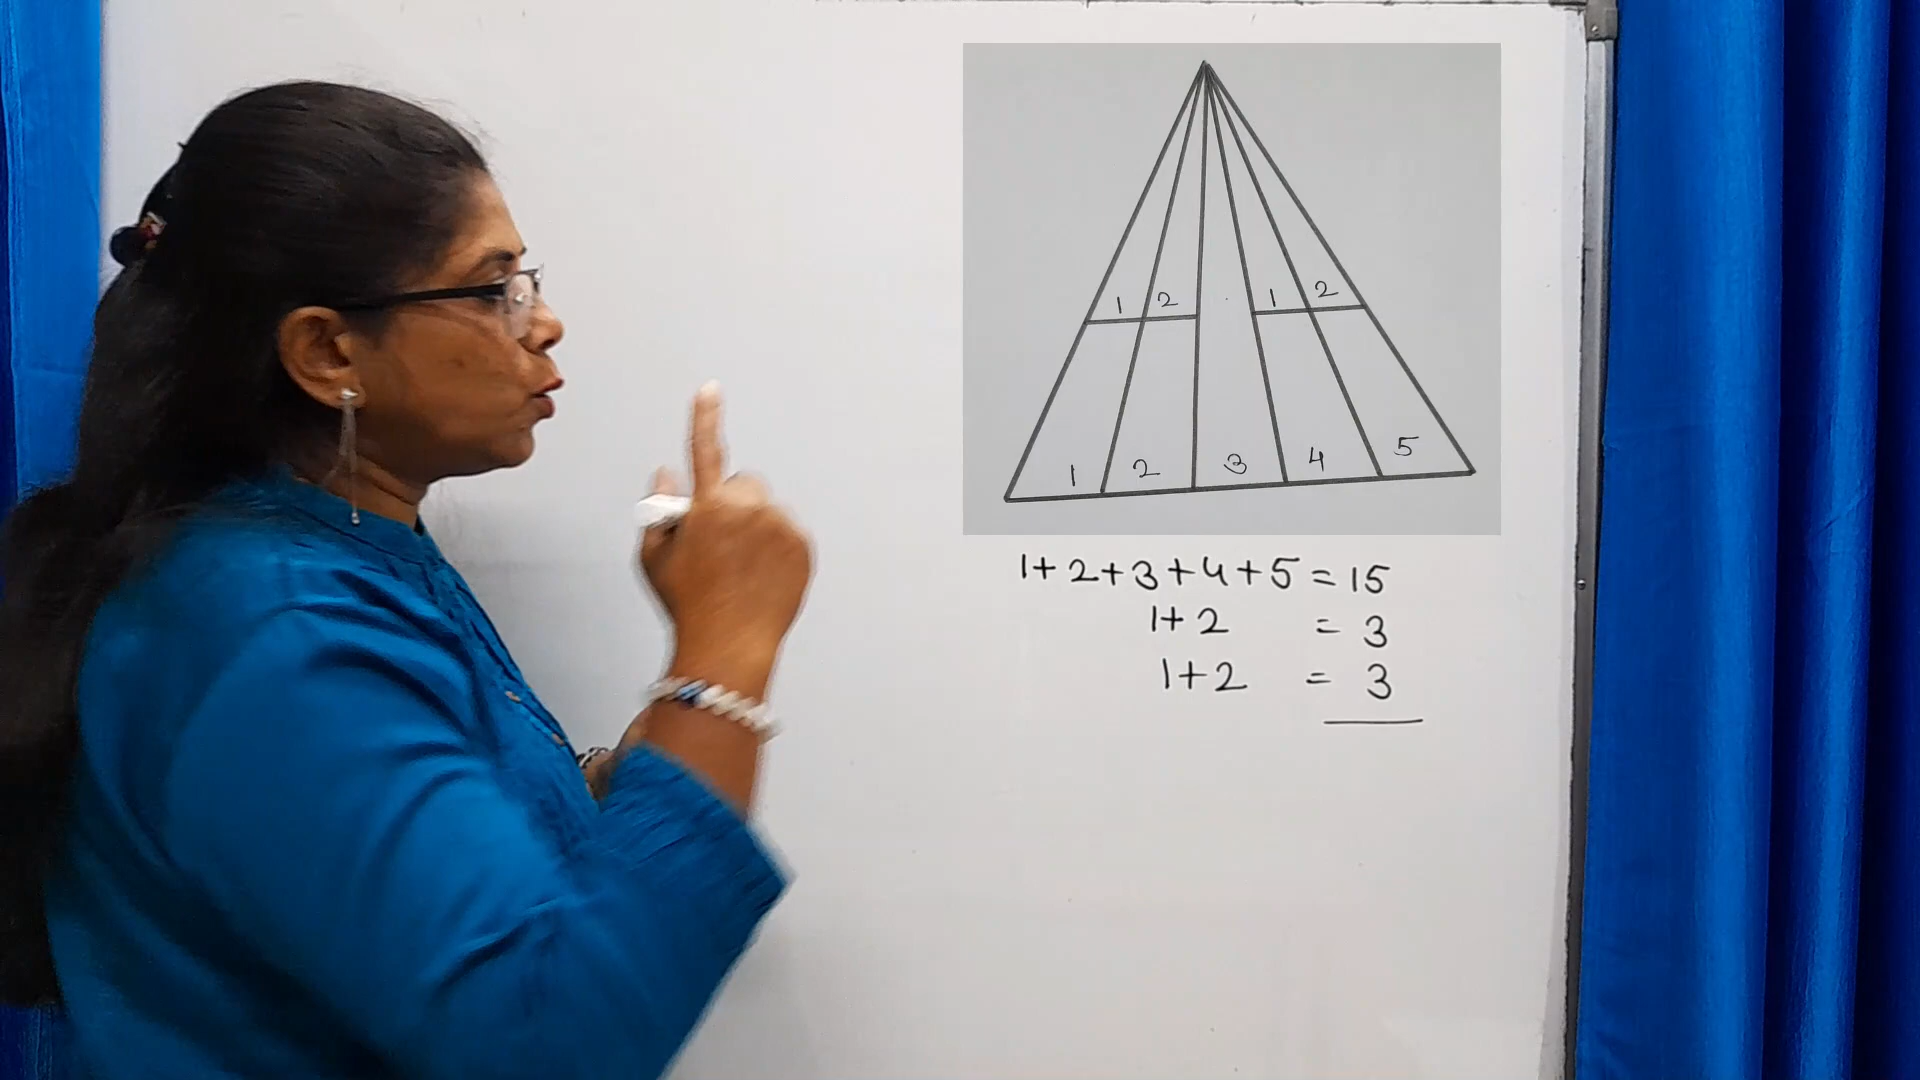 1 2 1 2
1 2 3 4 5
1+2+3+4+5=15
1+2 = 3
1+2 = 3